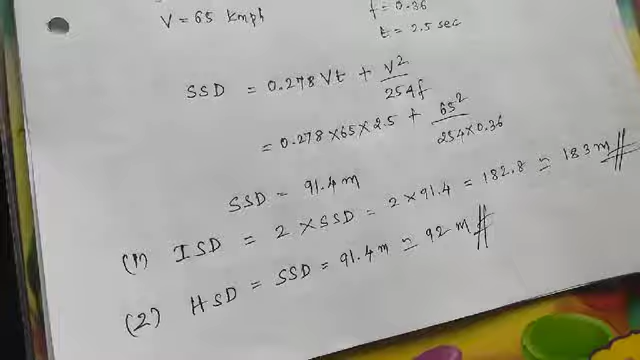 V = 65 kmph
f = 0.36
t = 2.5 sec
SSD = 0.278 Vt + V²/254f
= 0.278 × 65 × 2.5 + 65²/254×0.36
SSD = 91.4 m
(1) ISD = 2 × SSD = 2 × 91.4 = 182.8 ≃ 183 m
(2) HSD = SSD = 91.4 m ≃ 92 m